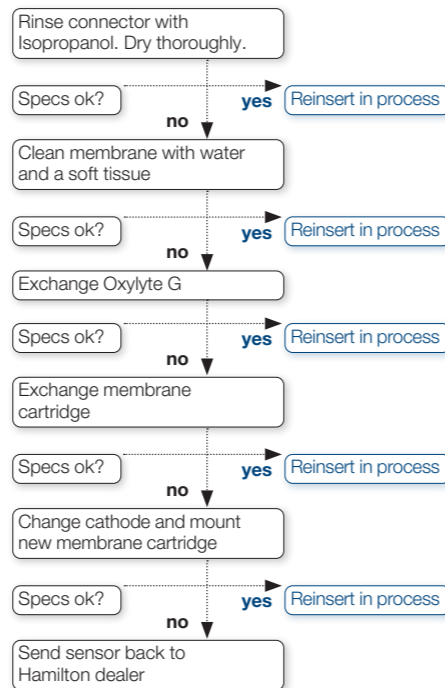 Rinse connector with
Isopropanol. Dry thoroughly.
Specs ok?
yes
Reinsert in process
no
Clean membrane with water
and a soft tissue
Specs ok?
yes
Reinsert in process
no
Exchange Oxylyte G
Specs ok?
yes
Reinsert in process
no
Exchange membrane
cartridge
Specs ok?
yes
Reinsert in process
no
Change cathode and mount
new membrane cartridge
Specs ok?
yes
Reinsert in process
no
Send sensor back to
Hamilton dealer